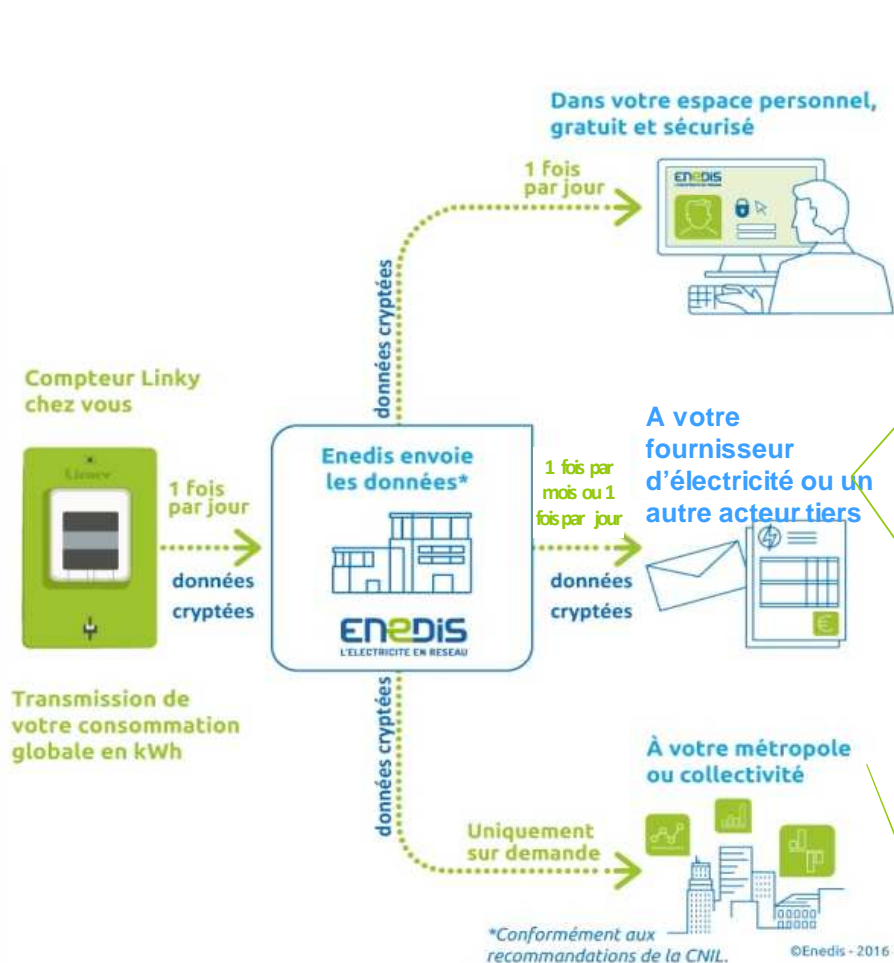 Dans votre espace personnel,
gratuit et sécurisé
1 fois
par jour
ENEDIS
données cryptées
Compteur Linky
chez vous
Linky
1 fois
par jour
données
cryptées
Transmission de
votre consommation
globale en kWh
Enedis envoie
les données*
ENEDIS
L'ELECTRICITE EN RESEAU
1 fois par
mois ou 1
fois par jour
données
cryptées
A votre
fournisseur
d'électricité ou un
autre acteur tiers
€
données cryptées
Uniquement
sur demande
À votre métropole
ou collectivité
*Conformément aux
recommandations de la CNIL.
©Enedis - 2016